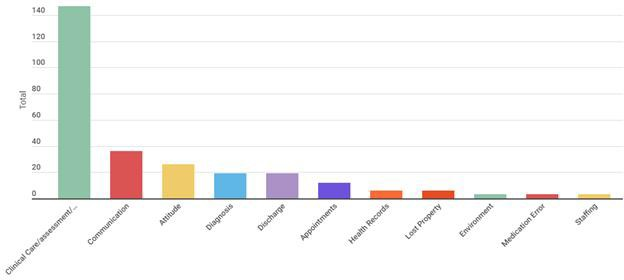 140
120
100
80
60
40
20
0
Total
Clinical Care/assessment/...
Communication
Attitude
Diagnosis
Discharge
Appointments
Health Records
Lost Property
Environment
Medication Error
Staffing